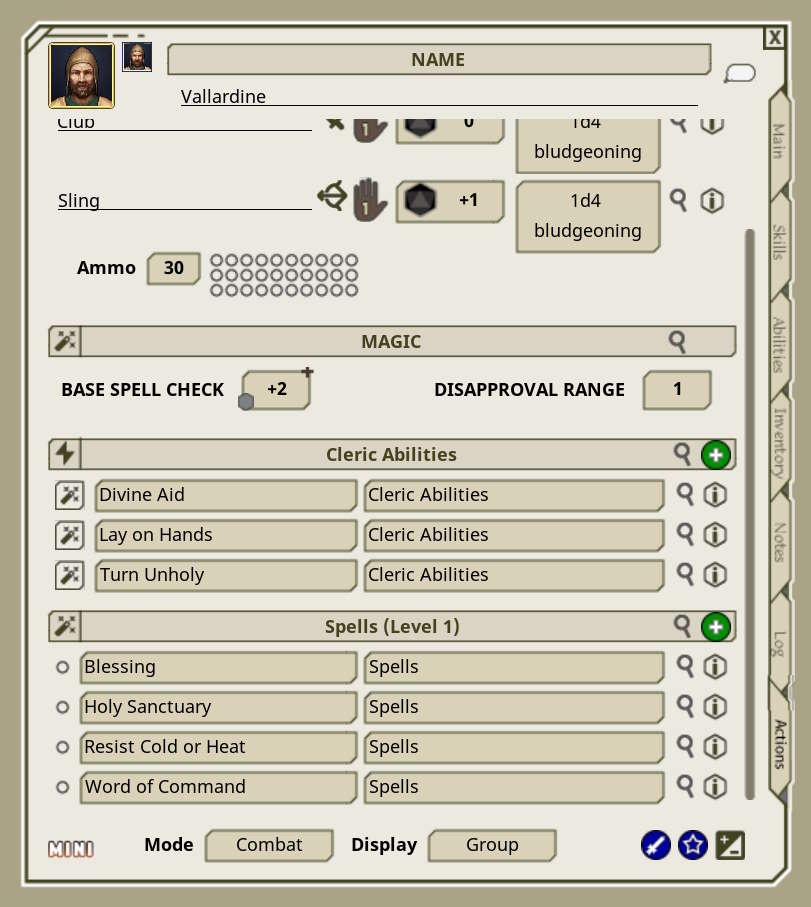 X
NAME
Vallardine
Club 1 0 1d4
bludgeoning
Sling 1 +1 1d4
bludgeoning
Ammo 30
MAGIC
BASE SPELL CHECK +2 DISAPPROVAL RANGE 1
Cleric Abilities
Divine Aid Cleric Abilities
Lay on Hands Cleric Abilities
Turn Unholy Cleric Abilities
Spells (Level 1)
Blessing Spells
Holy Sanctuary Spells
Resist Cold or Heat Spells
Word of Command Spells
MINI Mode Combat Display Group
Main
Skills
Abilities
Inventory
Notes
Log
Actions